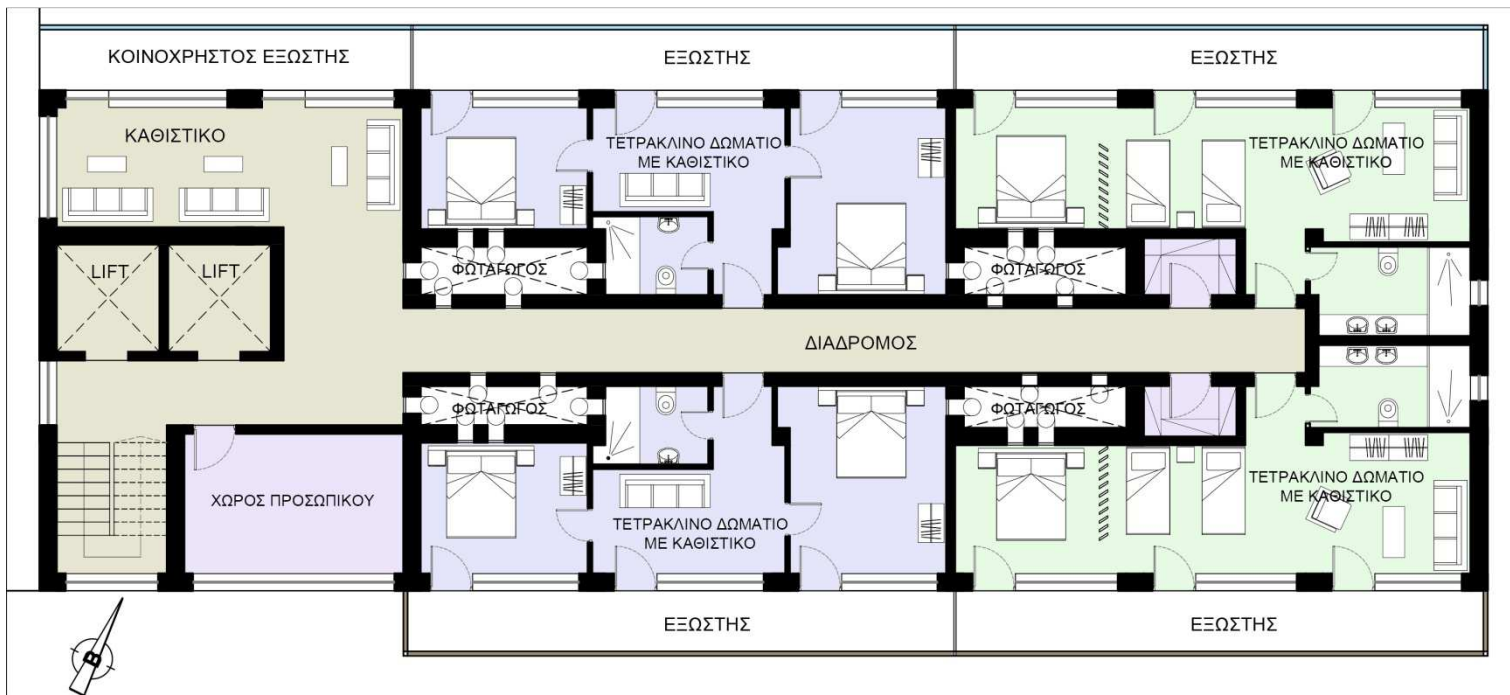 ΚΟΙΝΟΧΡΗΣΤΟΣ ΕΞΩΣΤΗΣ
ΕΞΩΣΤΗΣ
ΕΞΩΣΤΗΣ
ΚΑΘΙΣΤΙΚΟ
ΤΕΤΡΑΚΛΙΝΟ ΔΩΜΑΤΙΟ
ΜΕ ΚΑΘΙΣΤΙΚΟ
ΤΕΤΡΑΚΛΙΝΟ ΔΩΜΑΤΙΟ
ΜΕ ΚΑΘΙΣΤΙΚΟ
LIFT
LIFT
ΦΩΤΑΓΩΓΟΣ
ΦΩΤΑΓΩΓΟΣ
ΔΙΑΔΡΟΜΟΣ
ΦΩΤΑΓΩΓΟΣ
ΦΩΤΑΓΩΓΟΣ
ΧΩΡΟΣ ΠΡΟΣΩΠΙΚΟΥ
ΤΕΤΡΑΚΛΙΝΟ ΔΩΜΑΤΙΟ
ΜΕ ΚΑΘΙΣΤΙΚΟ
ΤΕΤΡΑΚΛΙΝΟ ΔΩΜΑΤΙΟ
ΜΕ ΚΑΘΙΣΤΙΚΟ
ΕΞΩΣΤΗΣ
ΕΞΩΣΤΗΣ
Β